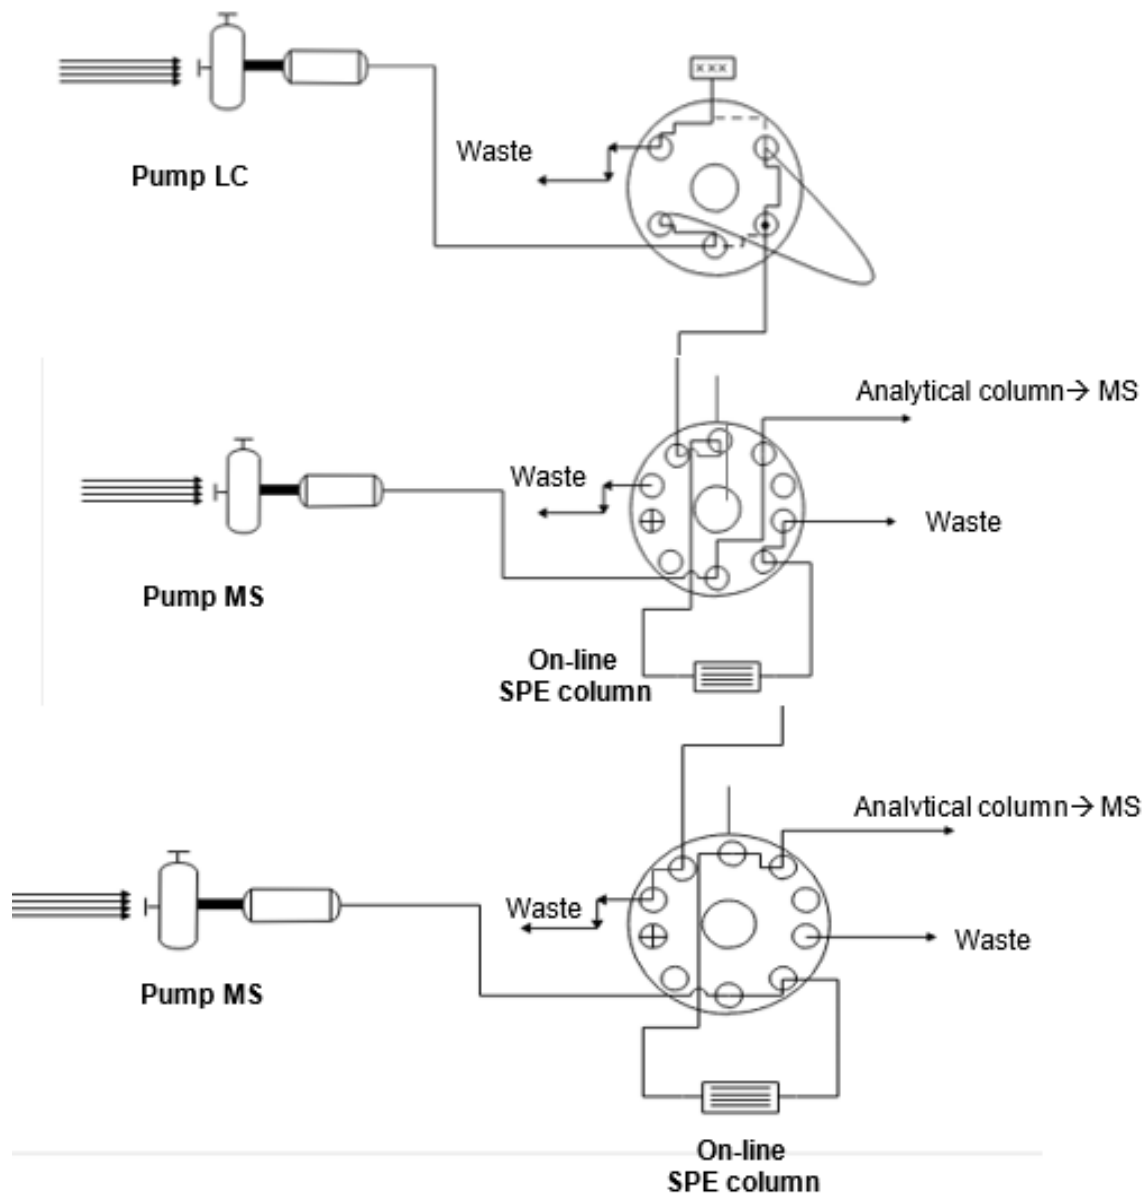 xxx
Waste
Pump LC
Analytical column→ MS
Waste
Waste
Pump MS
On-line
SPE column
Analvtical column→ MS
Waste
Waste
Pump MS
On-line
SPE column